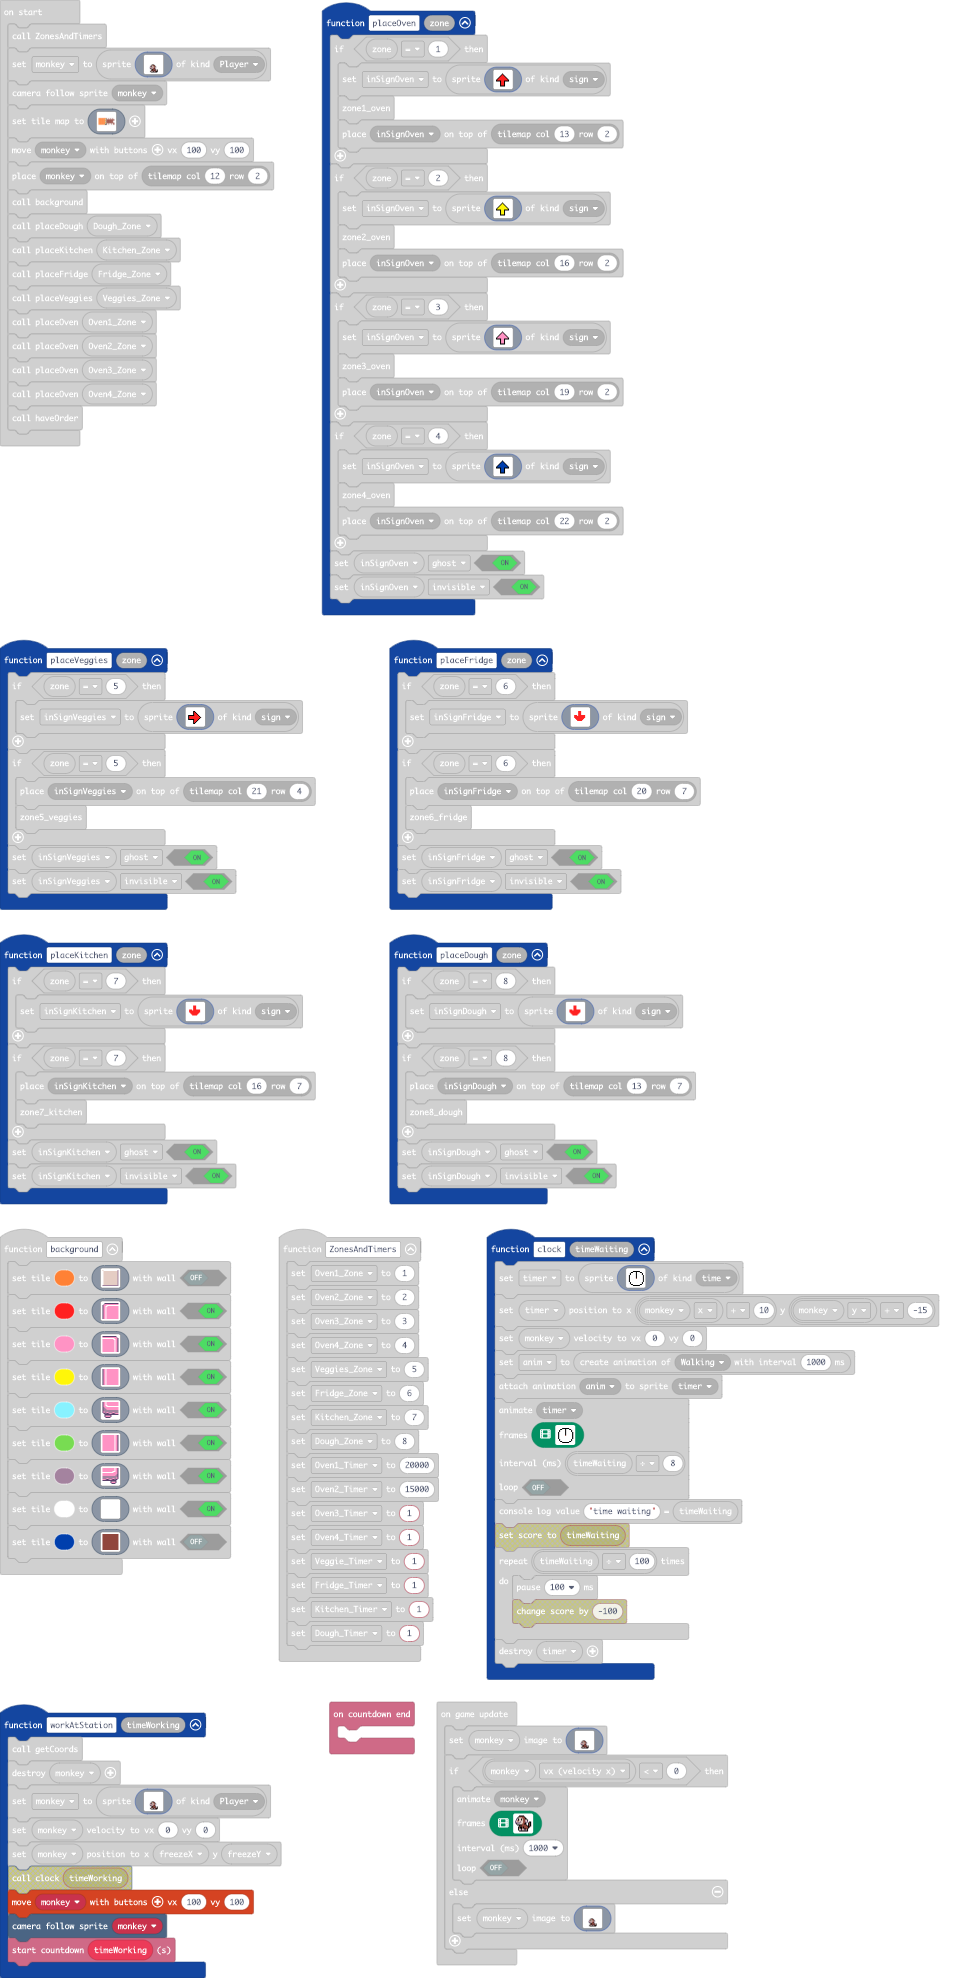 on start
call ZonesAndTimers
set monkey to sprite of kind Player
camera follow sprite monkey
set tile map to
move monkey with buttons vx 100 vy 100
place monkey on top of tilemap col 12 row 2
call background
call placeDough Dough_Zone
call placeKitchen Kitchen_Zone
call placeFridge Fridge_Zone
call placeVeggies Veggies_Zone
call placeOven Oven1_Zone
call placeOven Oven2_Zone
call placeOven Oven3_Zone
call placeOven Oven4_Zone
call haveOrder
function placeOven zone
if zone = 1 then
set inSignOven to sprite of kind sign
zone1_oven
place inSignOven on top of tilemap col 13 row 2
if zone = 2 then
set inSignOven to sprite of kind sign
zone2_oven
place inSignOven on top of tilemap col 16 row 2
if zone = 3 then
set inSignOven to sprite of kind sign
zone3_oven
place inSignOven on top of tilemap col 19 row 2
if zone = 4 then
set inSignOven to sprite of kind sign
zone4_oven
place inSignOven on top of tilemap col 22 row 2
set inSignOven ghost ON
set inSignOven invisible ON
function placeVeggies zone
if zone = 5 then
set inSignVeggies to sprite of kind sign
if zone = 5 then
place inSignVeggies on top of tilemap col 21 row 4
zone5_veggies
set inSignVeggies ghost ON
set inSignVeggies invisible ON
function placeFridge zone
if zone = 6 then
set inSignFridge to sprite of kind sign
if zone = 6 then
place inSignFridge on top of tilemap col 20 row 7
zone6_fridge
set inSignFridge ghost ON
set inSignFridge invisible ON
function placeKitchen zone
if zone = 7 then
set inSignKitchen to sprite of kind sign
if zone = 7 then
place inSignKitchen on top of tilemap col 16 row 7
zone7_kitchen
set inSignKitchen ghost ON
set inSignKitchen invisible ON
function placeDough zone
if zone = 8 then
set inSignDough to sprite of kind sign
if zone = 8 then
place inSignDough on top of tilemap col 13 row 7
zone8_dough
set inSignDough ghost ON
set inSignDough invisible ON
function background
set tile to with wall OFF
set tile to with wall ON
set tile to with wall ON
set tile to with wall ON
set tile to with wall ON
set tile to with wall ON
set tile to with wall ON
set tile to with wall ON
set tile to with wall OFF
function ZonesAndTimers
set Oven1_Zone to 1
set Oven2_Zone to 2
set Oven3_Zone to 3
set Oven4_Zone to 4
set Veggies_Zone to 5
set Fridge_Zone to 6
set Kitchen_Zone to 7
set Dough_Zone to 8
set Oven1_Timer to 20000
set Oven2_Timer to 15000
set Oven3_Timer to 1
set Oven4_Timer to 1
set Veggie_Timer to 1
set Fridge_Timer to 1
set Kitchen_Timer to 1
set Dough_Timer to 1
function clock timeWaiting
set timer to sprite of kind time
set timer position to x monkey x + 10 y monkey y + -15
set monkey velocity to vx 0 vy 0
set anim to create animation of Walking with interval 1000 ms
attach animation anim to sprite timer
animate timer
frames
interval (ms) timeWaiting ÷ 8
loop OFF
console log value "time waiting" = timeWaiting
set score to timeWaiting
repeat timeWaiting ÷ 100 times
do
pause 100 ms
change score by -100
destroy timer
function workAtStation timeWorking
call getCoords
destroy monkey
set monkey to sprite of kind Player
set monkey velocity to vx 0 vy 0
set monkey position to x freezeX y freezeY
call clock timeWorking
move monkey with buttons vx 100 vy 100
camera follow sprite monkey
start countdown timeWorking (s)
on countdown end
on game update
set monkey image to
if monkey vx (velocity x) < 0 then
animate monkey
frames
interval (ms) 1000
loop OFF
else
set monkey image to